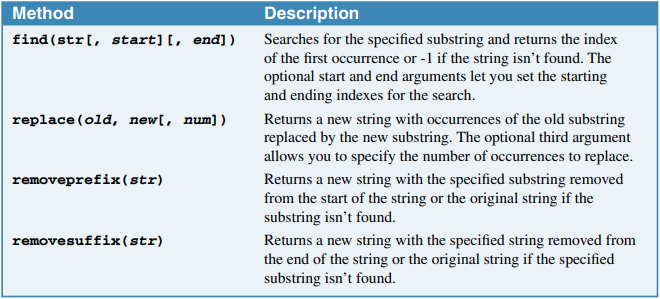 Method Description
find(str[, start][, end]) Searches for the specified substring and returns the index
of the first occurrence or -1 if the string isn’t found. The
optional start and end arguments let you set the starting
and ending indexes for the search.
replace(old, new[, num]) Returns a new string with occurrences of the old substring
replaced by the new substring. The optional third argument
allows you to specify the number of occurrences to replace.
removeprefix(str) Returns a new string with the specified substring removed
from the start of the string or the original string if the
substring isn’t found.
removesuffix(str) Returns a new string with the specified string removed from
the end of the string or the original string if the specified
substring isn’t found.